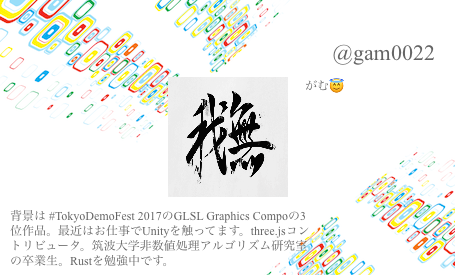 @gam0022
がむ😇
我無
背景は #TokyoDemoFest 2017のGLSL Graphics Compoの3
位作品。最近はお仕事でUnityを触ってます。three.jsコン
トリビュータ。筑波大学非数値処理アルゴリズム研究室
の卒業生。Rustを勉強中です。